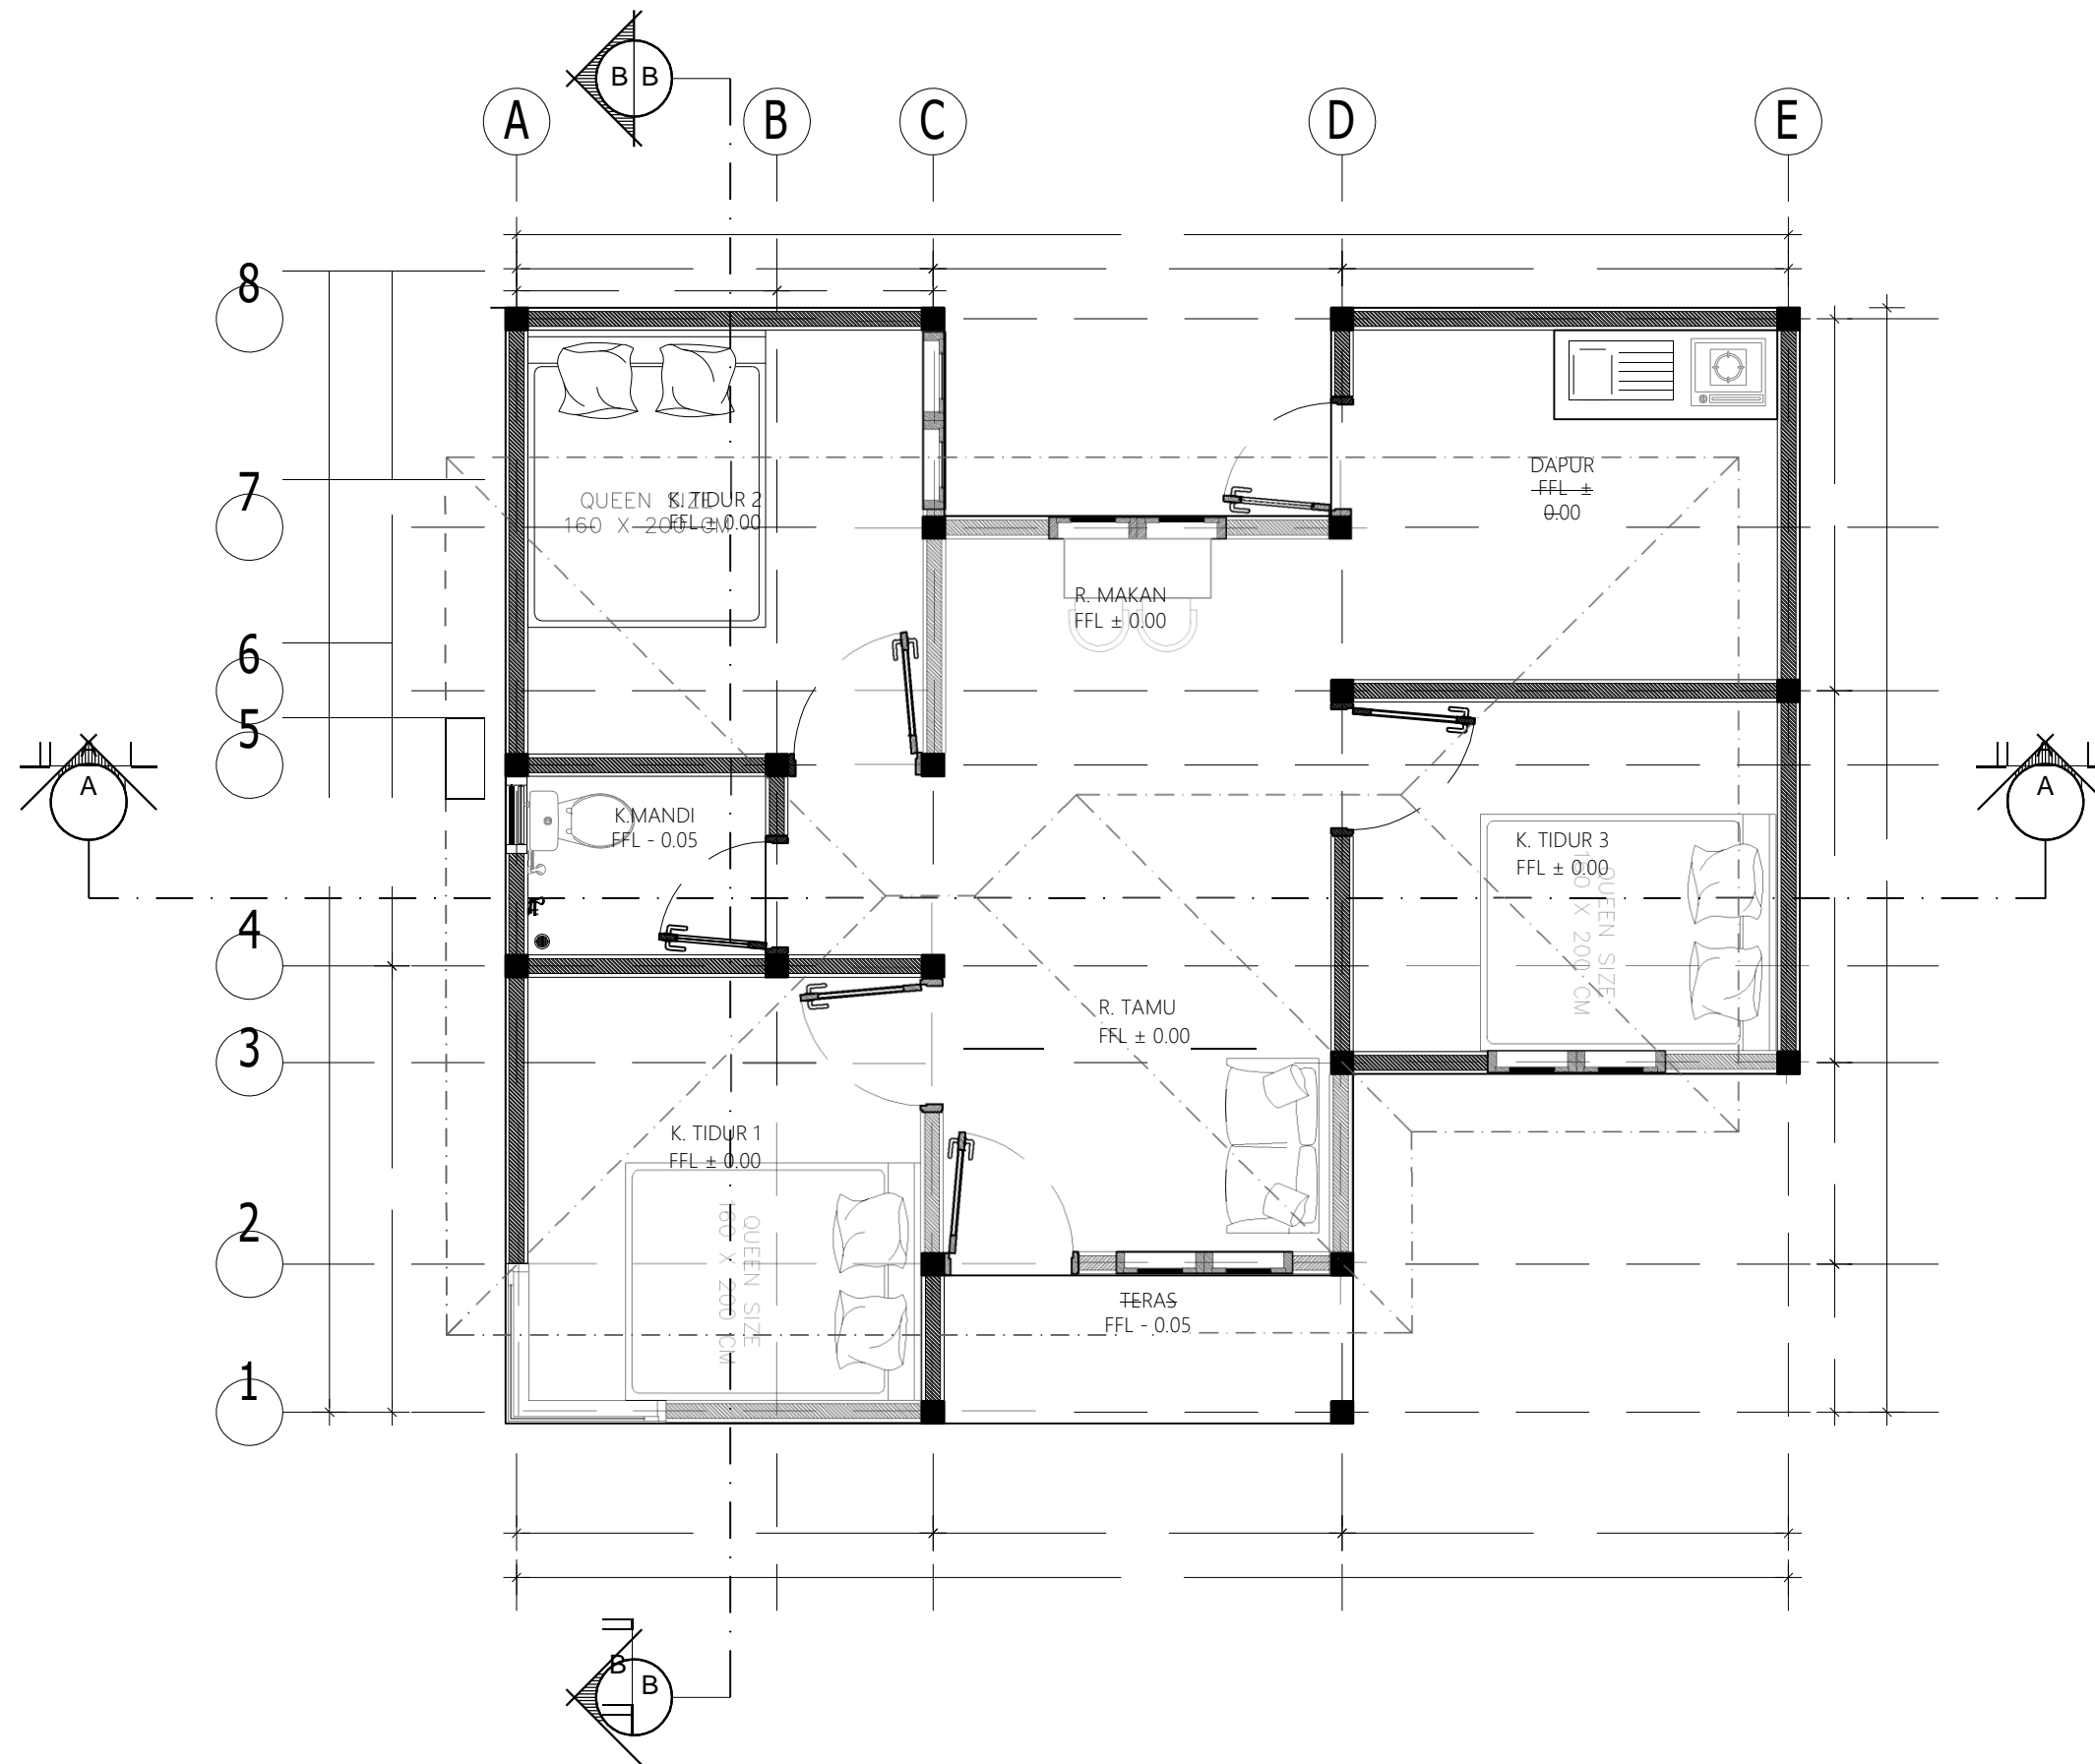 B B
A B C D E
8
7
6
5
4
3
2
1
QUEEN SIZE
160 X 200 CM
K. TIDUR 2
FFL ± 0.00
DAPUR
FFL ±
0.00
R. MAKAN
FFL ± 0.00
A
A
A
A
K.MANDI
FFL - 0.05
K. TIDUR 3
FFL ± 0.00
QUEEN SIZE
160 X 200 CM
R. TAMU
FFL ± 0.00
K. TIDUR 1
FFL ± 0.00
QUEEN SIZE
160 X 200 CM
TERAS
FFL - 0.05
B
B